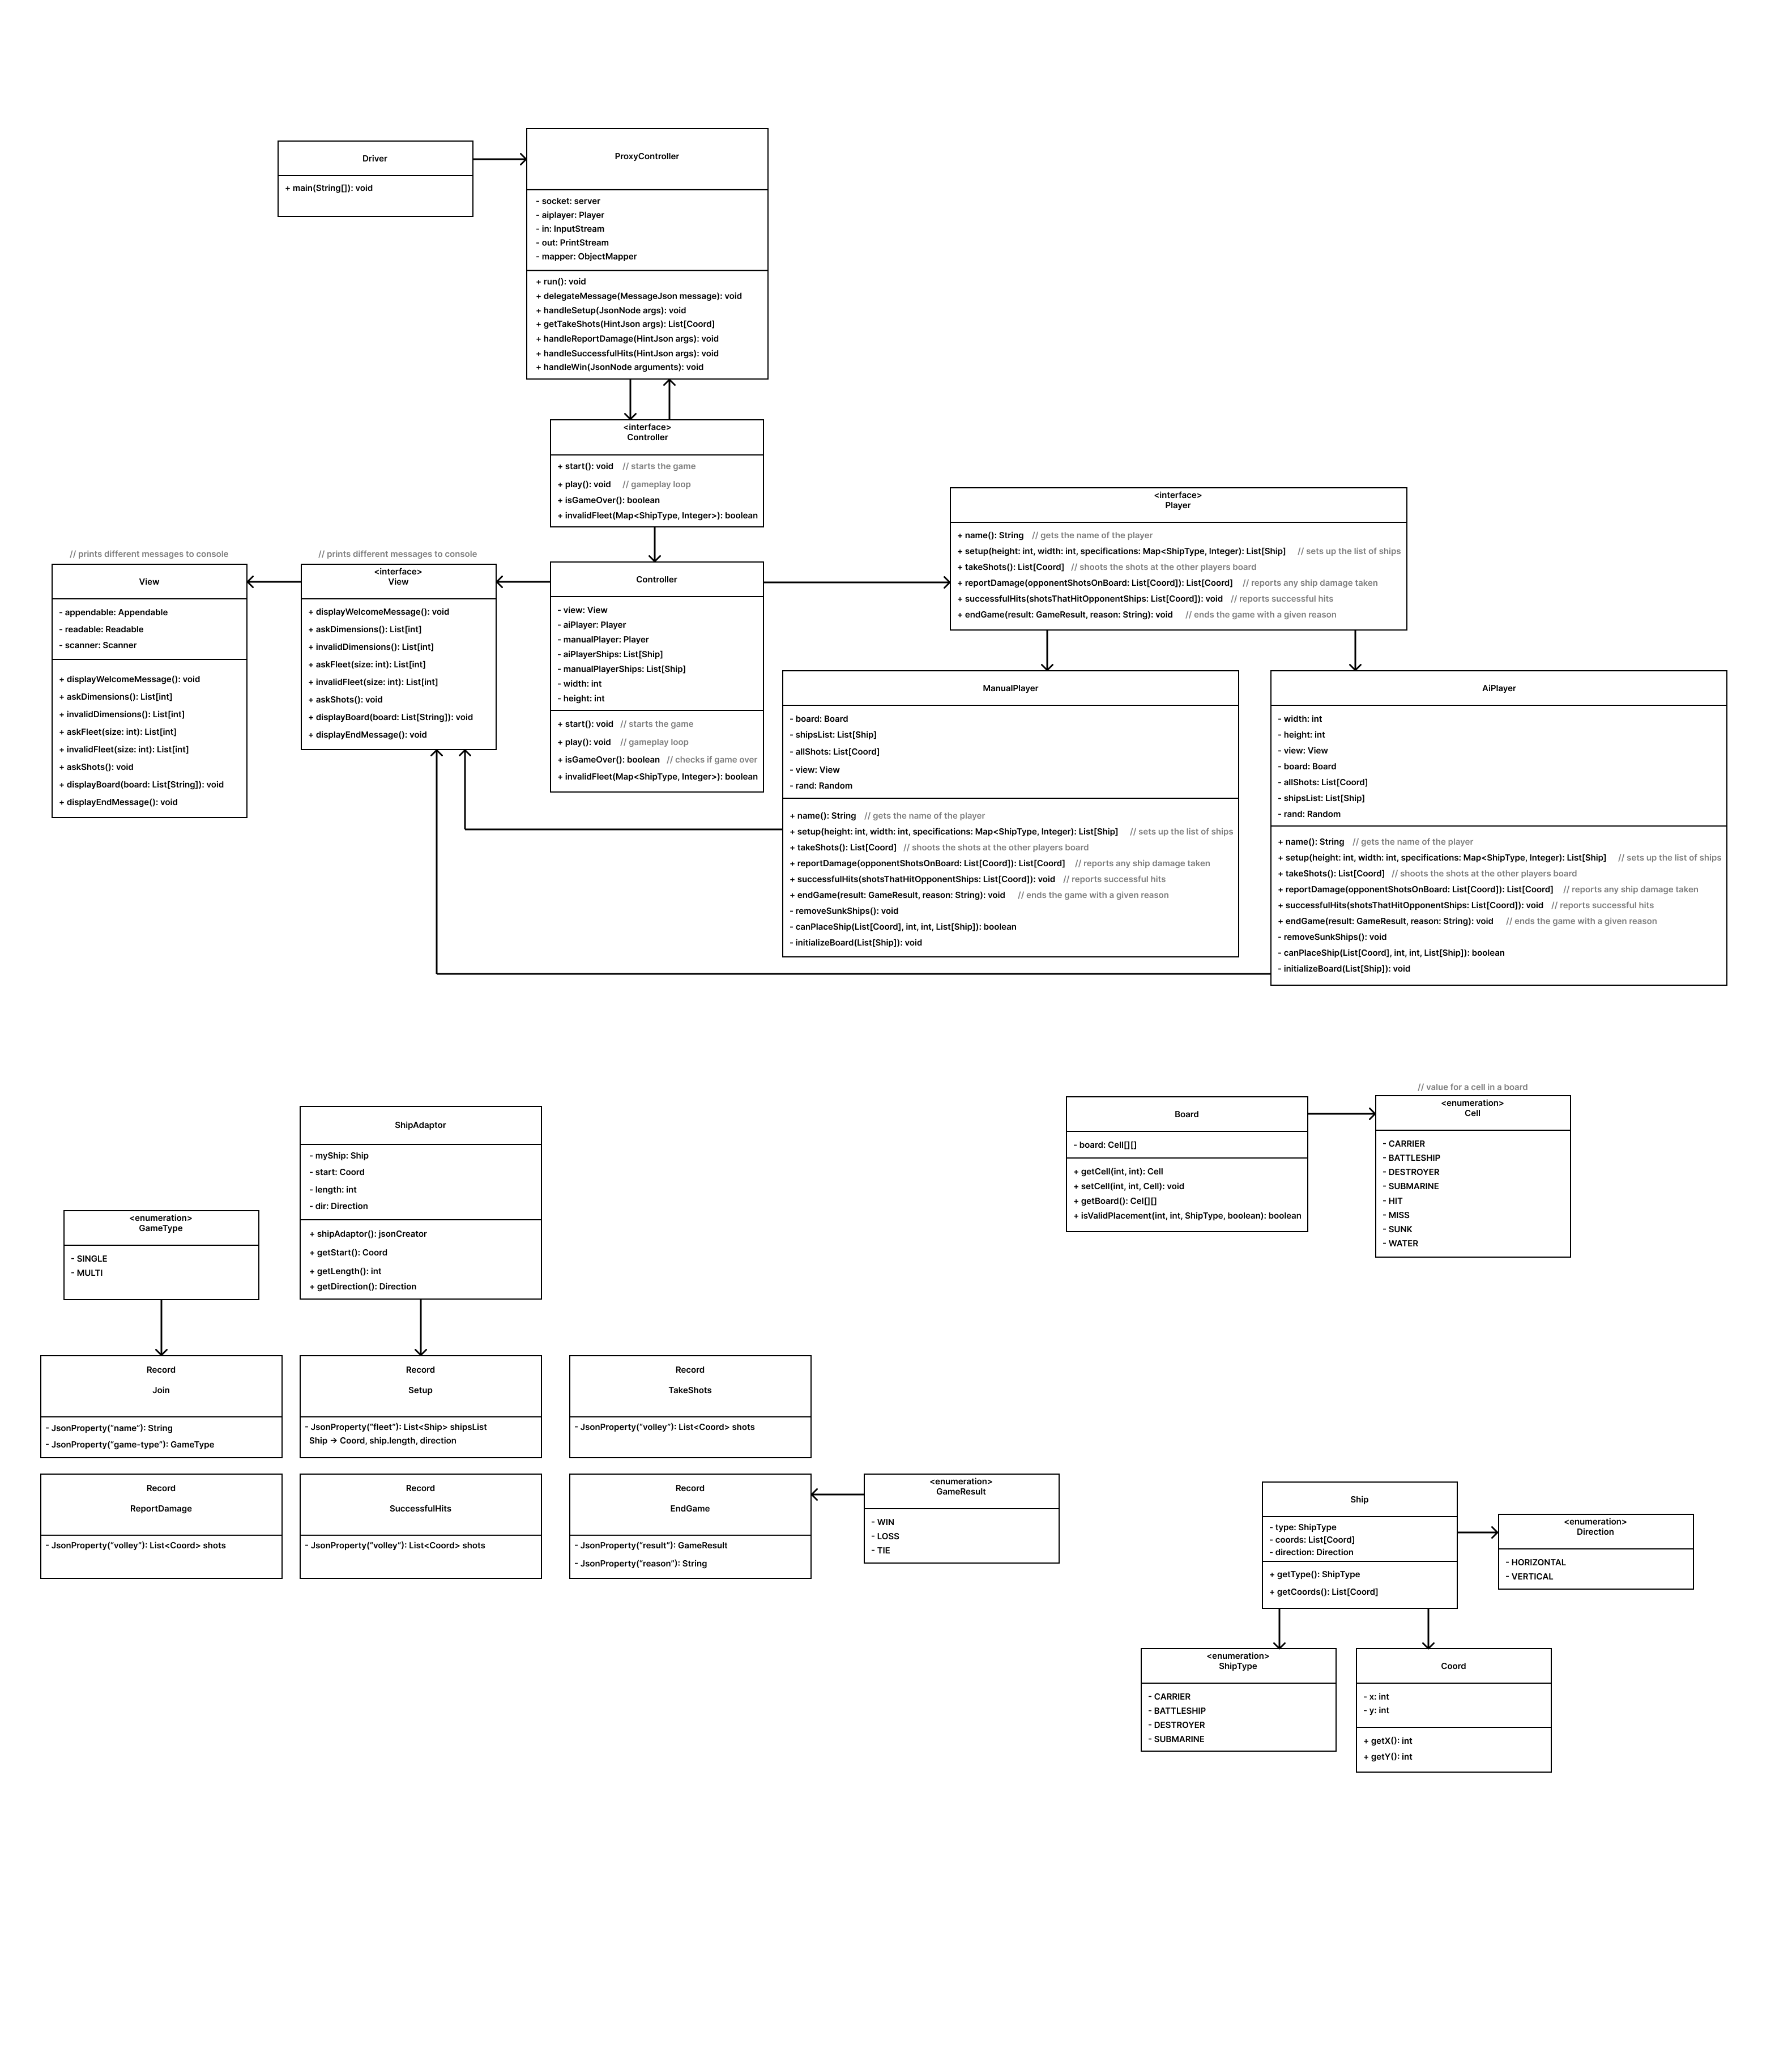 Driver
+ main(String[]): void
ProxyController
- socket: server
- aiplayer: Player
- in: InputStream
- out: PrintStream
- mapper: ObjectMapper
+ run(): void
+ delegateMessage(MessageJson message): void
+ handleSetup(JsonNode args): void
+ getTakeShots(HintJson args): List[Coord]
+ handleReportDamage(HintJson args): void
+ handleSuccessfulHits(HintJson args): void
+ handleWin(JsonNode arguments): void
<interface>
Controller
+ start(): void // starts the game
+ play(): void // gameplay loop
+ isGameOver(): boolean
+ invalidFleet(Map<ShipType, Integer>): boolean
<interface>
Player
+ name(): String // gets the name of the player
+ setup(height: int, width: int, specifications: Map<ShipType, Integer): List[Ship] // sets up the list of ships
+ takeShots(): List[Coord] // shoots the shots at the other players board
+ reportDamage(opponentShotsOnBoard: List[Coord]): List[Coord] // reports any ship damage taken
+ successfulHits(shotsThatHitOpponentShips: List[Coord]): void // reports successful hits
+ endGame(result: GameResult, reason: String): void // ends the game with a given reason
// prints different messages to console
View
- appendable: Appendable
- readable: Readable
- scanner: Scanner
+ displayWelcomeMessage(): void
+ askDimensions(): List[int]
+ invalidDimensions(): List[int]
+ askFleet(size: int): List[int]
+ invalidFleet(size: int): List[int]
+ askShots(): void
+ displayBoard(board: List[String]): void
+ displayEndMessage(): void
// prints different messages to console
<interface>
View
+ displayWelcomeMessage(): void
+ askDimensions(): List[int]
+ invalidDimensions(): List[int]
+ askFleet(size: int): List[int]
+ invalidFleet(size: int): List[int]
+ askShots(): void
+ displayBoard(board: List[String]): void
+ displayEndMessage(): void
Controller
- view: View
- aiPlayer: Player
- manualPlayer: Player
- aiPlayerShips: List[Ship]
- manualPlayerShips: List[Ship]
- width: int
- height: int
+ start(): void // starts the game
+ play(): void // gameplay loop
+ isGameOver(): boolean // checks if game over
+ invalidFleet(Map<ShipType, Integer>): boolean
ManualPlayer
- board: Board
- shipsList: List[Ship]
- allShots: List[Coord]
- view: View
- rand: Random
+ name(): String // gets the name of the player
+ setup(height: int, width: int, specifications: Map<ShipType, Integer): List[Ship] // sets up the list of ships
+ takeShots(): List[Coord] // shoots the shots at the other players board
+ reportDamage(opponentShotsOnBoard: List[Coord]): List[Coord] // reports any ship damage taken
+ successfulHits(shotsThatHitOpponentShips: List[Coord]): void // reports successful hits
+ endGame(result: GameResult, reason: String): void // ends the game with a given reason
- removeSunkShips(): void
- canPlaceShip(List[Coord], int, int, List[Ship]): boolean
- initializeBoard(List[Ship]): void
AiPlayer
- width: int
- height: int
- view: View
- board: Board
- allShots: List[Coord]
- shipsList: List[Ship]
- rand: Random
+ name(): String // gets the name of the player
+ setup(height: int, width: int, specifications: Map<ShipType, Integer): List[Ship] // sets up the list of ships
+ takeShots(): List[Coord] // shoots the shots at the other players board
+ reportDamage(opponentShotsOnBoard: List[Coord]): List[Coord] // reports any ship damage taken
+ successfulHits(shotsThatHitOpponentShips: List[Coord]): void // reports successful hits
+ endGame(result: GameResult, reason: String): void // ends the game with a given reason
- removeSunkShips(): void
- canPlaceShip(List[Coord], int, int, List[Ship]): boolean
- initializeBoard(List[Ship]): void
ShipAdaptor
- myShip: Ship
- start: Coord
- length: int
- dir: Direction
+ shipAdaptor(): jsonCreator
+ getStart(): Coord
+ getLength(): int
+ getDirection(): Direction
Board
- board: Cell[][]
+ getCell(int, int): Cell
+ setCell(int, int, Cell): void
+ getBoard(): Cel[][]
+ isValidPlacement(int, int, ShipType, boolean): boolean
// value for a cell in a board
<enumeration>
Cell
- CARRIER
- BATTLESHIP
- DESTROYER
- SUBMARINE
- HIT
- MISS
- SUNK
- WATER
<enumeration>
GameType
- SINGLE
- MULTI
Record
Join
- JsonProperty("name"): String
- JsonProperty("game-type"): GameType
Record
Setup
- JsonProperty("fleet"): List<Ship> shipsList
Ship → Coord, ship.length, direction
Record
TakeShots
- JsonProperty("volley"): List<Coord> shots
Record
ReportDamage
- JsonProperty("volley"): List<Coord> shots
Record
SuccessfulHits
- JsonProperty("volley"): List<Coord> shots
Record
EndGame
- JsonProperty("result"): GameResult
- JsonProperty("reason"): String
<enumeration>
GameResult
- WIN
- LOSS
- TIE
Ship
- type: ShipType
- coords: List[Coord]
- direction: Direction
+ getType(): ShipType
+ getCoords(): List[Coord]
<enumeration>
Direction
- HORIZONTAL
- VERTICAL
<enumeration>
ShipType
- CARRIER
- BATTLESHIP
- DESTROYER
- SUBMARINE
Coord
- x: int
- y: int
+ getX(): int
+ getY(): int